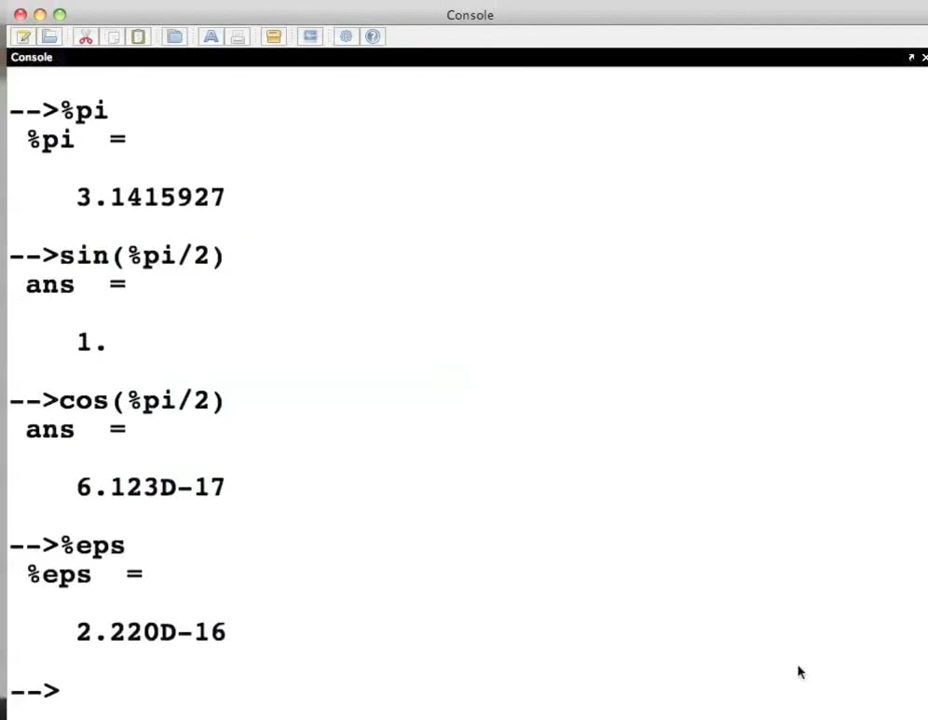 Console
Console
-->%pi
%pi =
3.1415927
-->sin(%pi/2)
ans =
1.
-->cos(%pi/2)
ans =
6.123D-17
-->%eps
%eps =
2.220D-16
-->